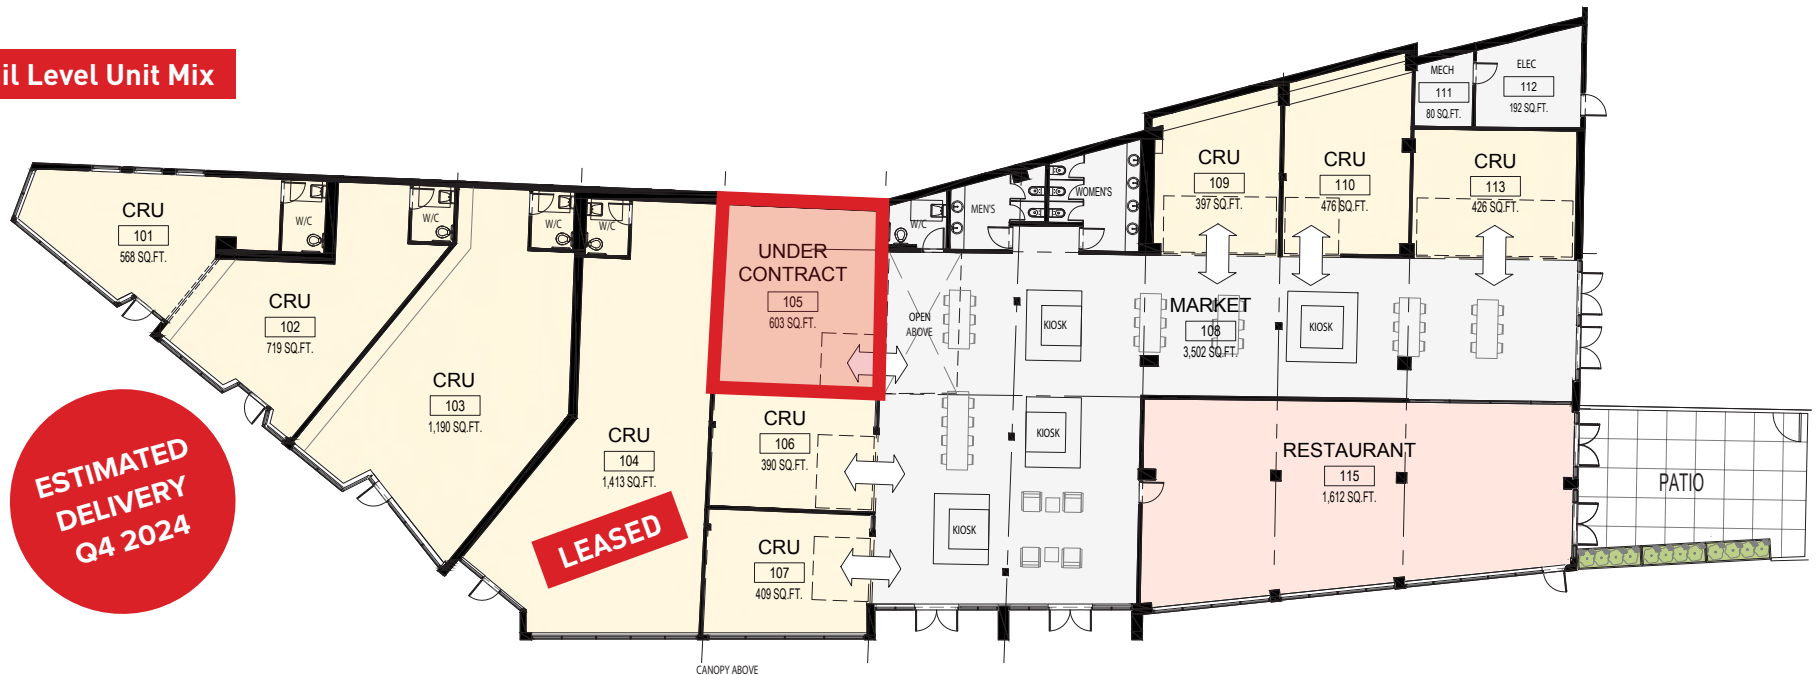 il Level Unit Mix
CRU
101
568 SQ.FT.
W/C
CRU
102
719 SQ.FT.
W/C
CRU
103
1,190 SQ.FT.
W/C
W/C
CRU
104
1,413 SQ.FT.
LEASED
UNDER
CONTRACT
105
603 SQ.FT.
CRU
106
390 SQ.FT.
CRU
107
409 SQ.FT.
CANOPY ABOVE
W/C
MEN'S
WOMEN'S
OPEN
ABOVE
KIOSK
KIOSK
KIOSK
KIOSK
MARKET
108
3,502 SQ.FT.
CRU
109
397 SQ.FT.
CRU
110
476 SQ.FT.
MECH
111
80 SQ.FT.
ELEC
112
192 SQ.FT.
CRU
113
426 SQ.FT.
RESTAURANT
115
1,612 SQ.FT.
PATIO
ESTIMATED
DELIVERY
Q4 2024